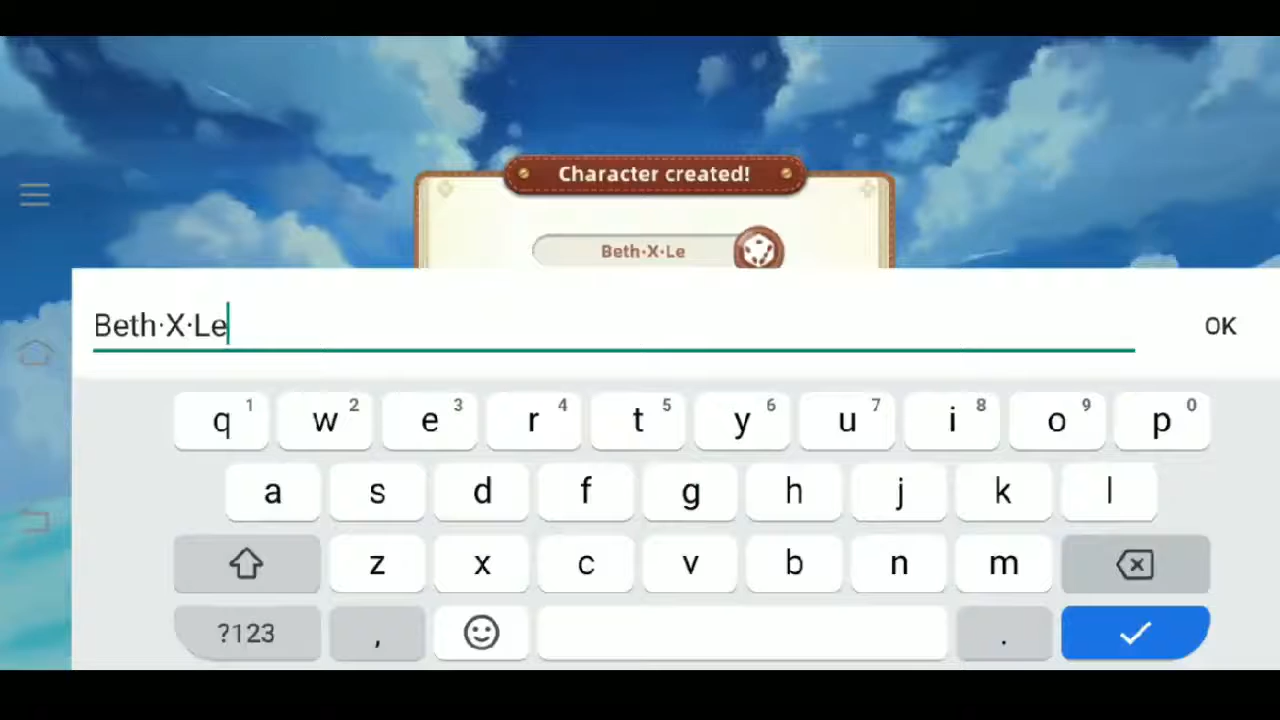 Character created!
Beth·X·Le
Beth·X·Le
OK
q 1 w 2 e 3 r 4 t 5 y 6 u 7 i 8 o 9 p 0
a s d f g h j k l
z x c v b n m
?123 , .